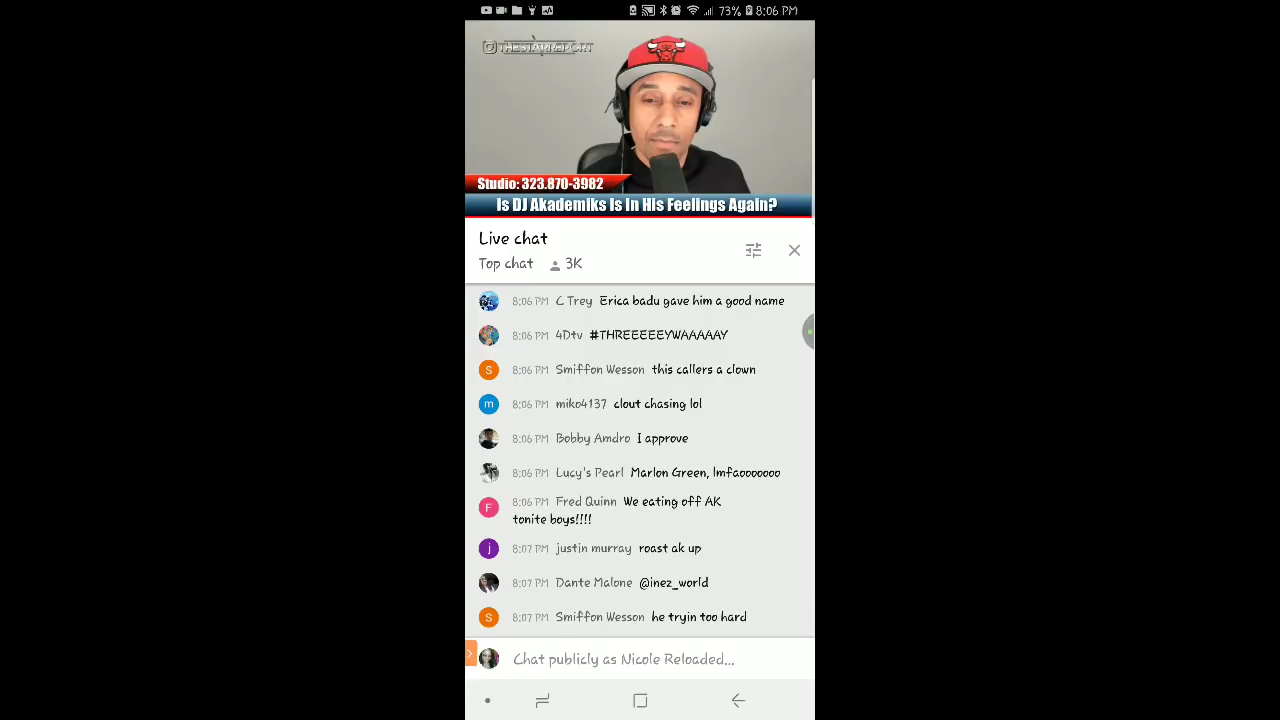 73% 8:06 PM
THESTARREPORT
Studio: 323.870-3982
Is DJ Akademiks Is In His Feelings Again?
Live chat
Top chat 3K
8:06 PM C Trey Erica badu gave him a good name
8:06 PM 4Dtv #THREEEEEYWAAAAAY
S 8:06 PM Smiffon Wesson this callers a clown
m 8:06 PM miko4137 clout chasing lol
8:06 PM Bobby Amdro I approve
8:06 PM Lucy's Pearl Marlon Green, lmfaooooooo
F 8:06 PM Fred Quinn We eating off AK
tonite boys!!!!
j 8:07 PM justin murray roast ak up
8:07 PM Dante Malone @inez_world
S 8:07 PM Smiffon Wesson he tryin too hard
Chat publicly as Nicole Reloaded...